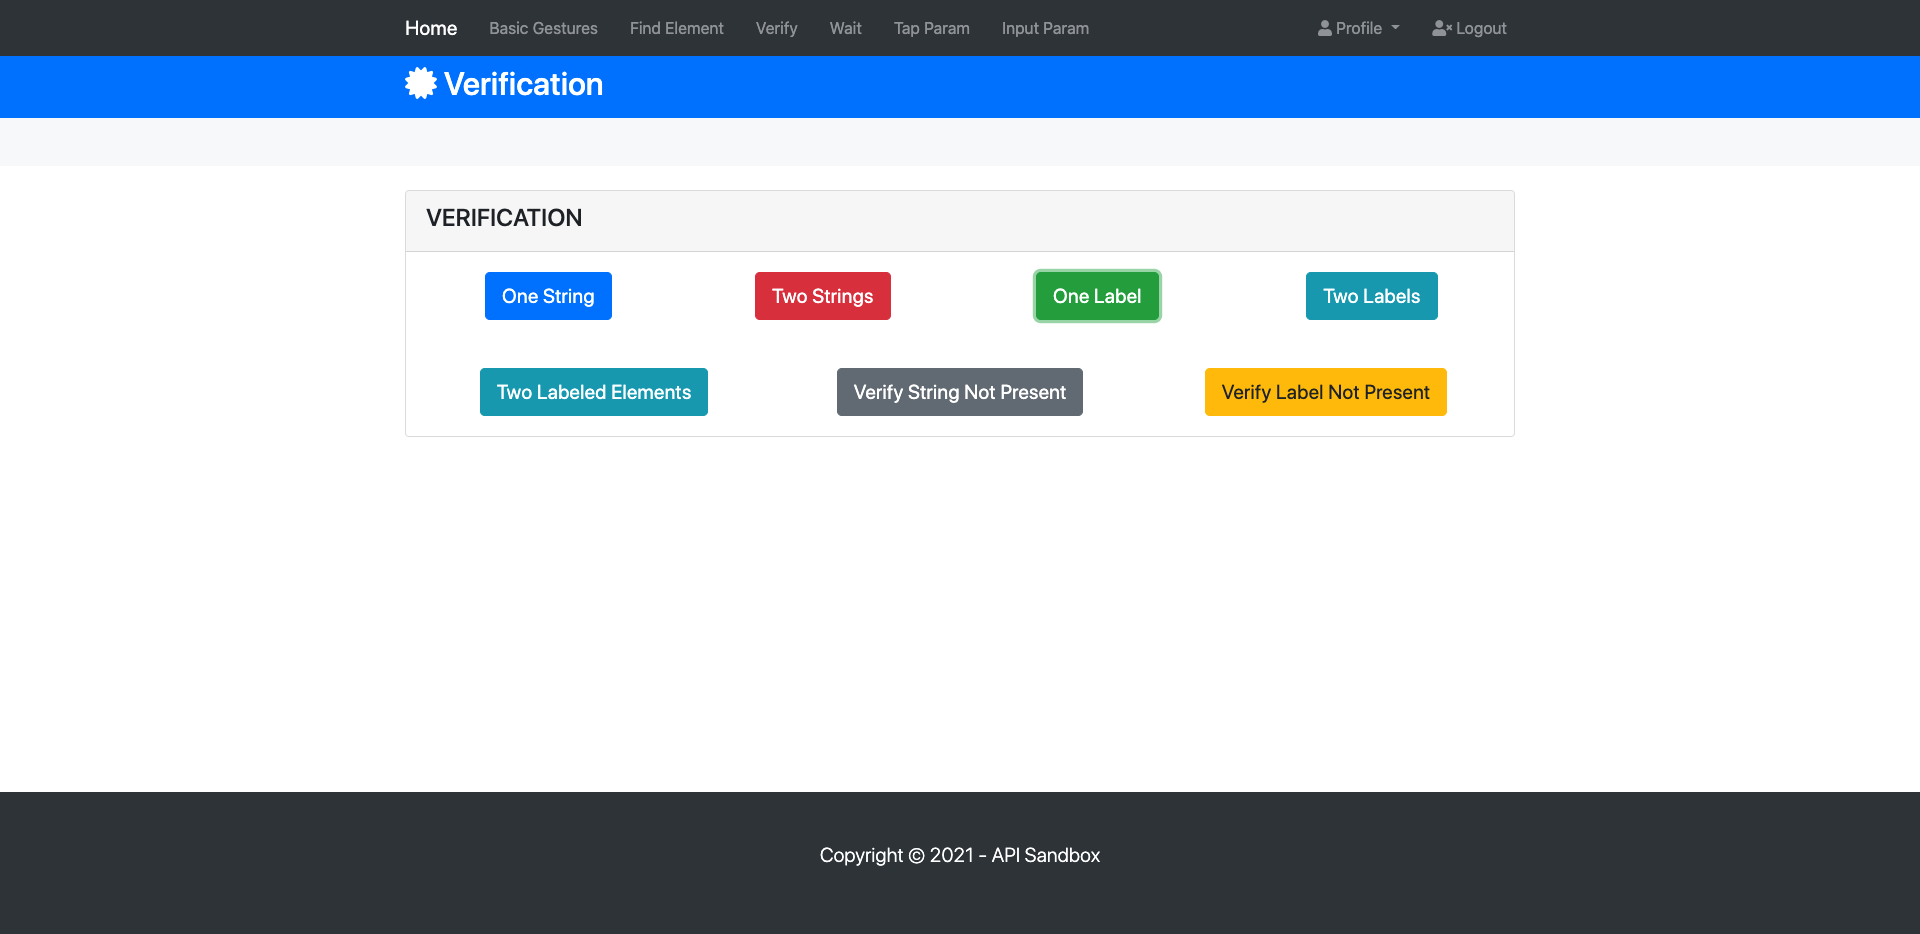 Home Basic Gestures Find Element Verify Wait Tap Param Input Param Profile Logout
Verification
VERIFICATION
One String Two Strings One Label Two Labels
Two Labeled Elements Verify String Not Present Verify Label Not Present
Copyright © 2021 - API Sandbox